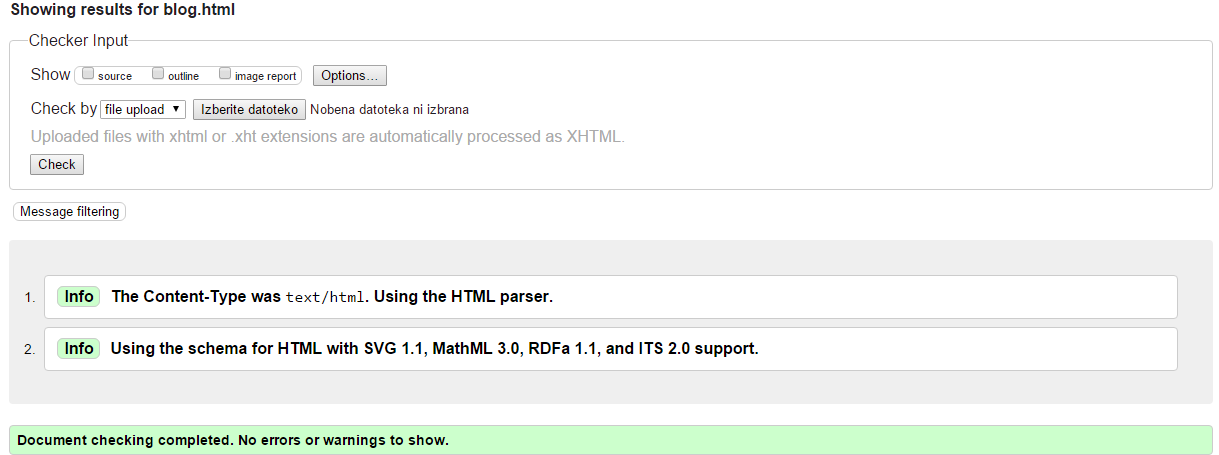 Showing results for blog.html
Checker Input
Show source outline image report Options...
Check by file upload Izberite datoteko Nobena datoteka ni izbrana
Uploaded files with xhtml or .xht extensions are automatically processed as XHTML.
Check
Message filtering
1. Info The Content-Type was text/html. Using the HTML parser.
2. Info Using the schema for HTML with SVG 1.1, MathML 3.0, RDFa 1.1, and ITS 2.0 support.
Document checking completed. No errors or warnings to show.